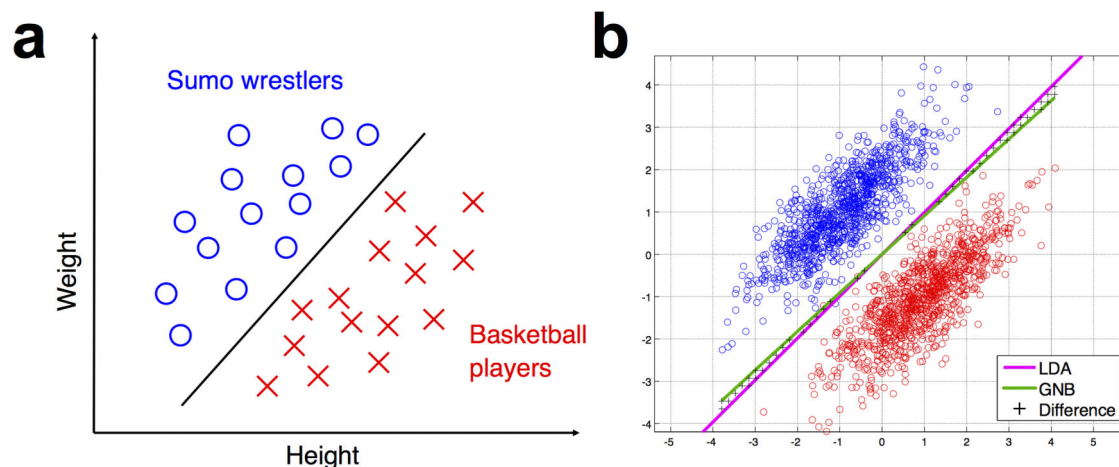 a
Sumo wrestlers
Basketball
players
Weight
Height
b
4
3
2
1
0
-1
-2
-3
-4
-5 -4 -3 -2 -1 0 1 2 3 4 5
LDA
GNB
Difference